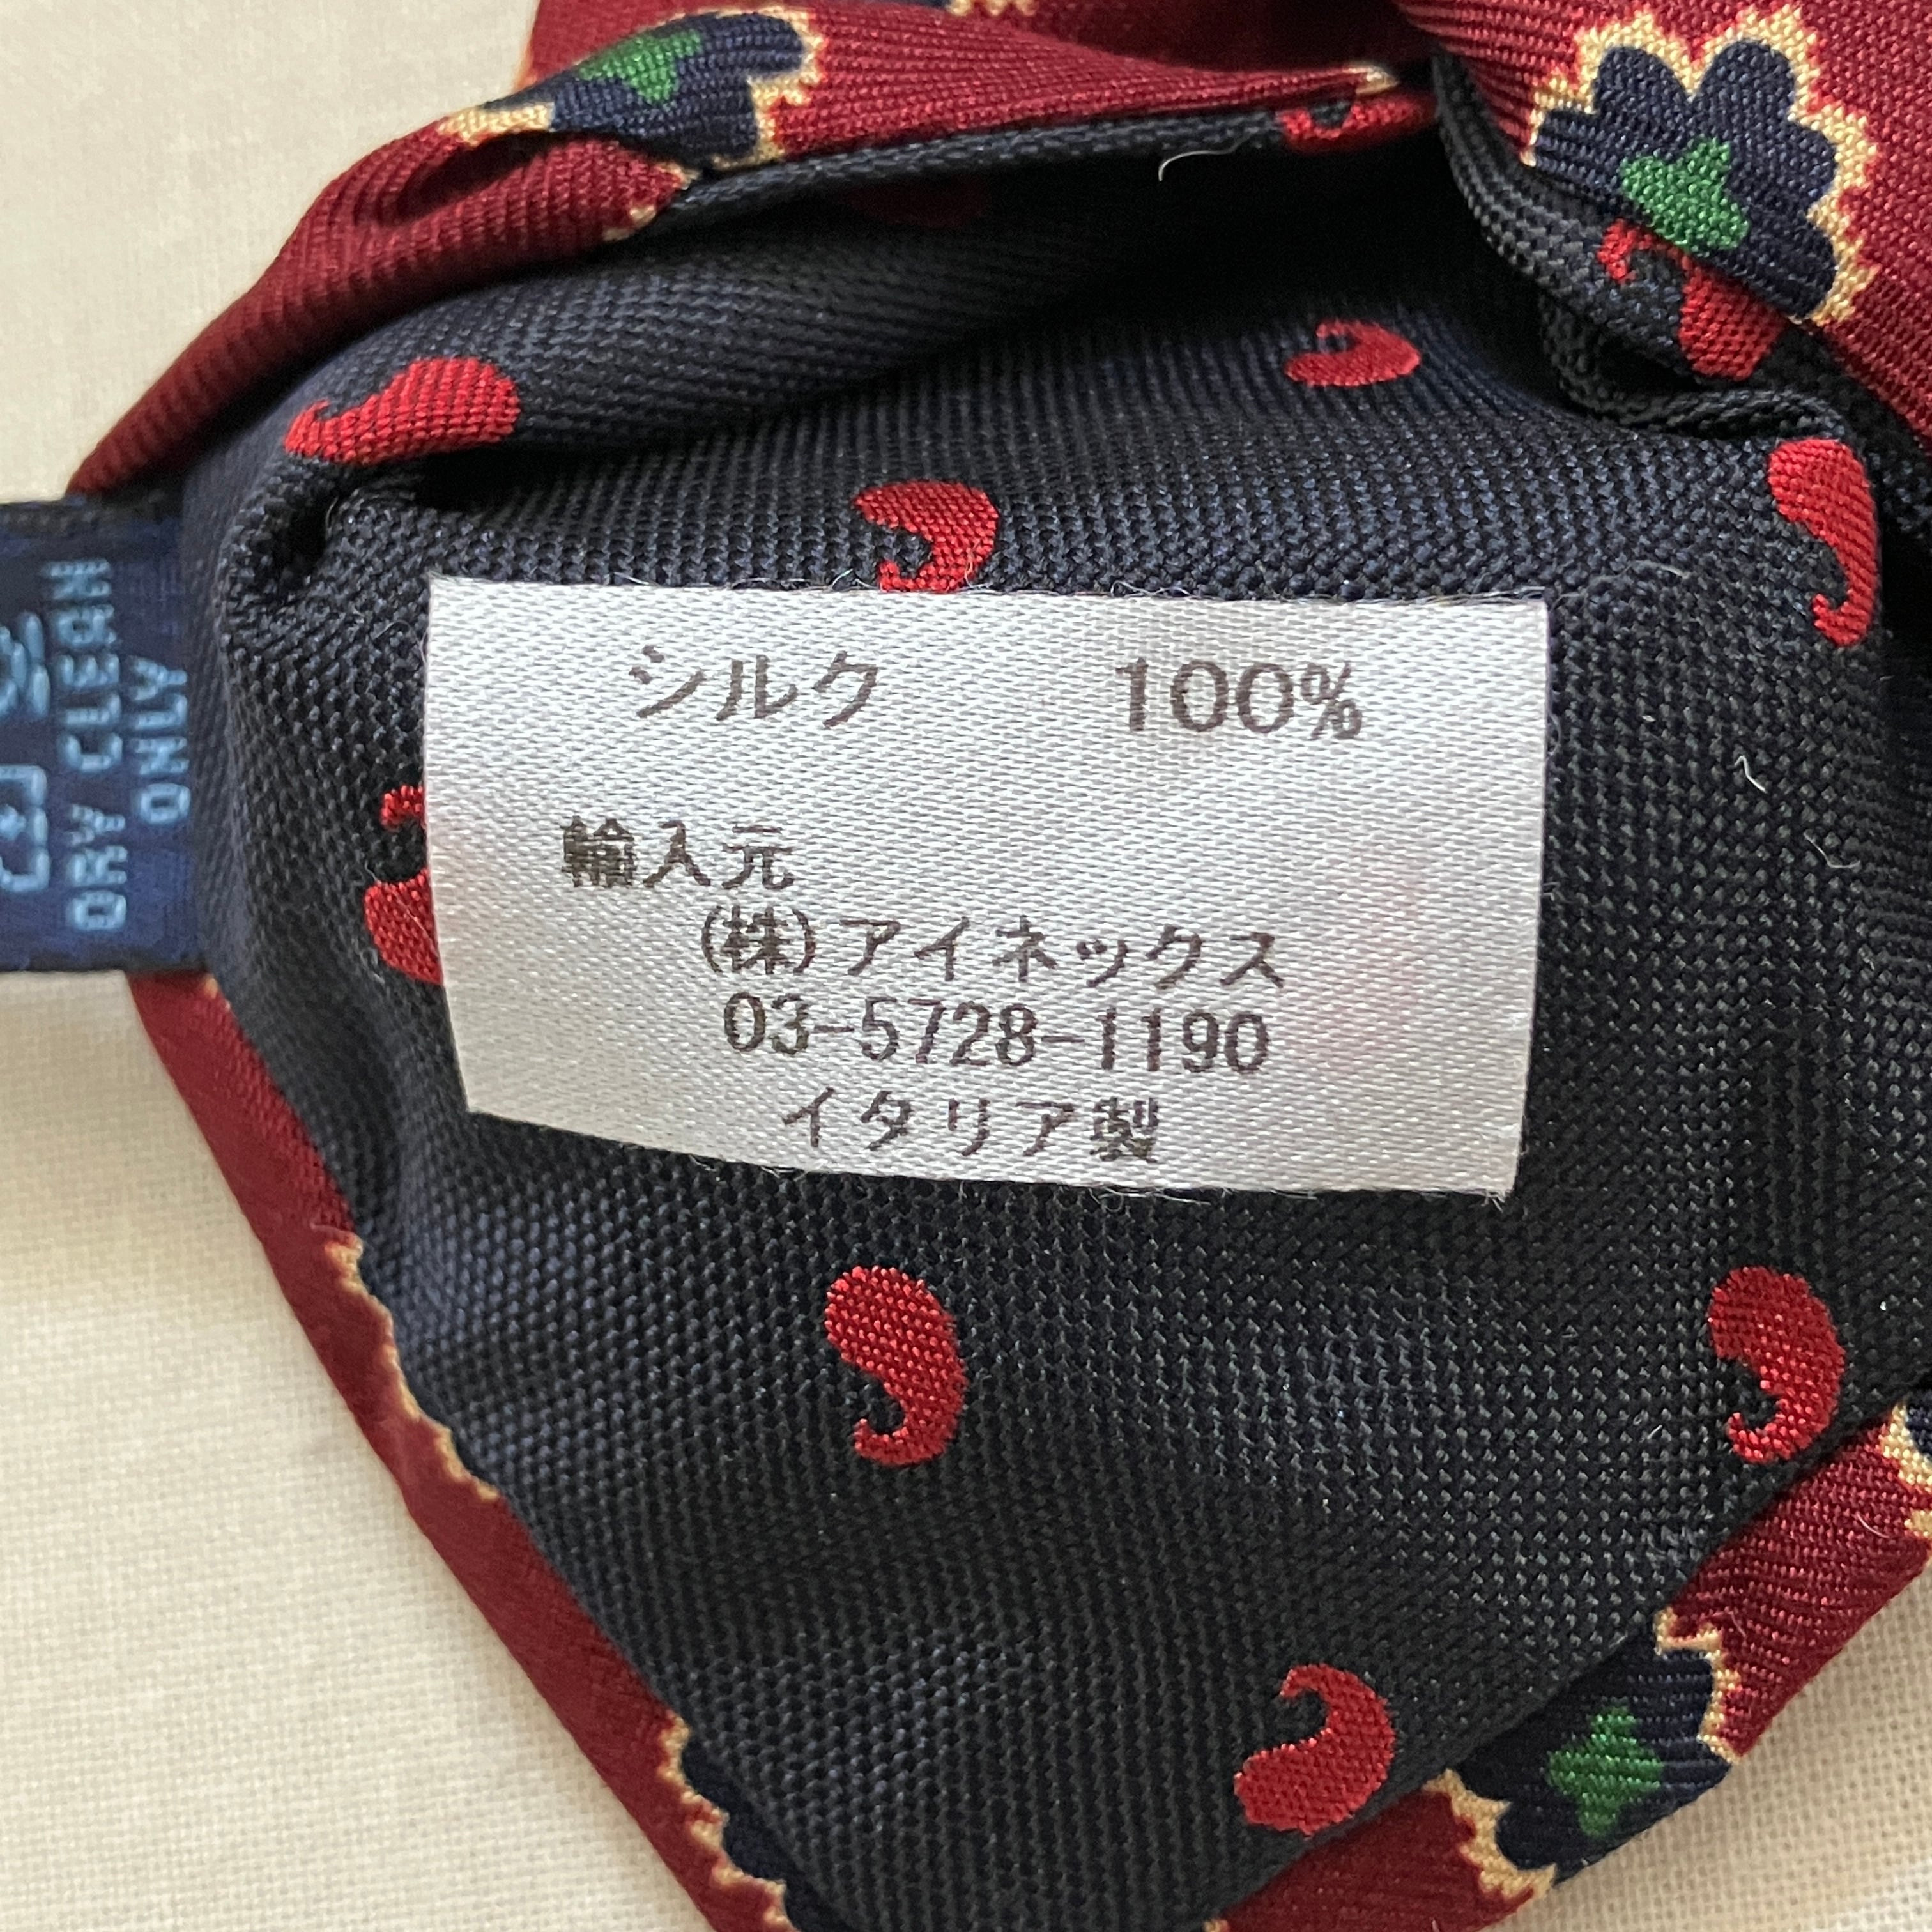 シルク 100%
輸入元
(株)アイネックス
03-5728-1190
イタリア製
DRY CLEAN
ONLY